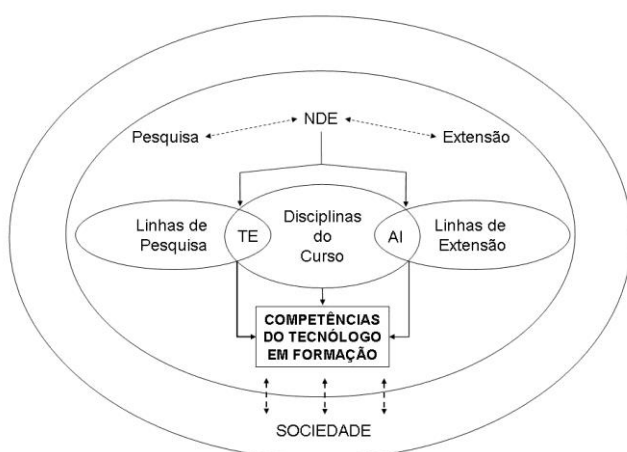 NDE
Pesquisa
Extensão
Linhas de
Pesquisa
TE
Disciplinas
do
Curso
AI
Linhas de
Extensão
COMPETÊNCIAS
DO TECNÓLOGO
EM FORMAÇÃO
SOCIEDADE